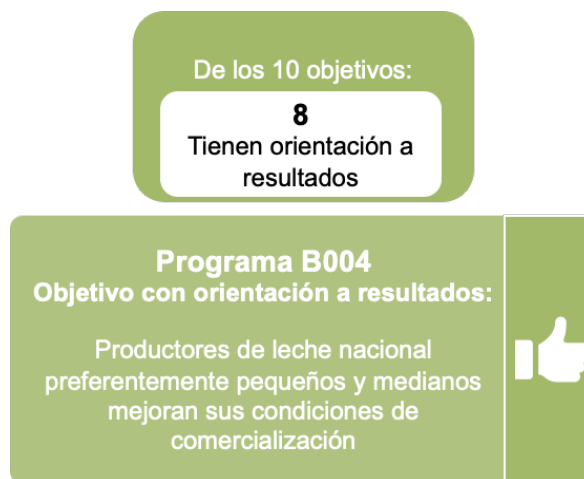 De los 10 objetivos:
8
Tienen orientación a
resultados
Programa B004
Objetivo con orientación a resultados:
Productores de leche nacional
preferentemente pequeños y medianos
mejoran sus condiciones de
comercialización